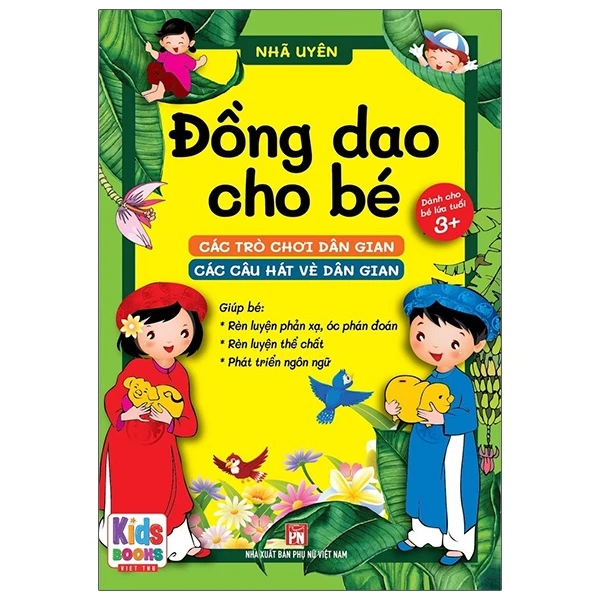 NHÃ UYÊN
Đồng dao
cho bé
Dành cho
bé lứa tuổi
3+
CÁC TRÒ CHƠI DÂN GIAN
CÁC CÂU HÁT VÈ DÂN GIAN
Giúp bé:
* Rèn luyện phản xạ, óc phán đoán
* Rèn luyện thể chất
* Phát triển ngôn ngữ
Kids
BOOKS
VIET THU
PN
NHÀ XUẤT BẢN PHỤ NỮ VIỆT NAM